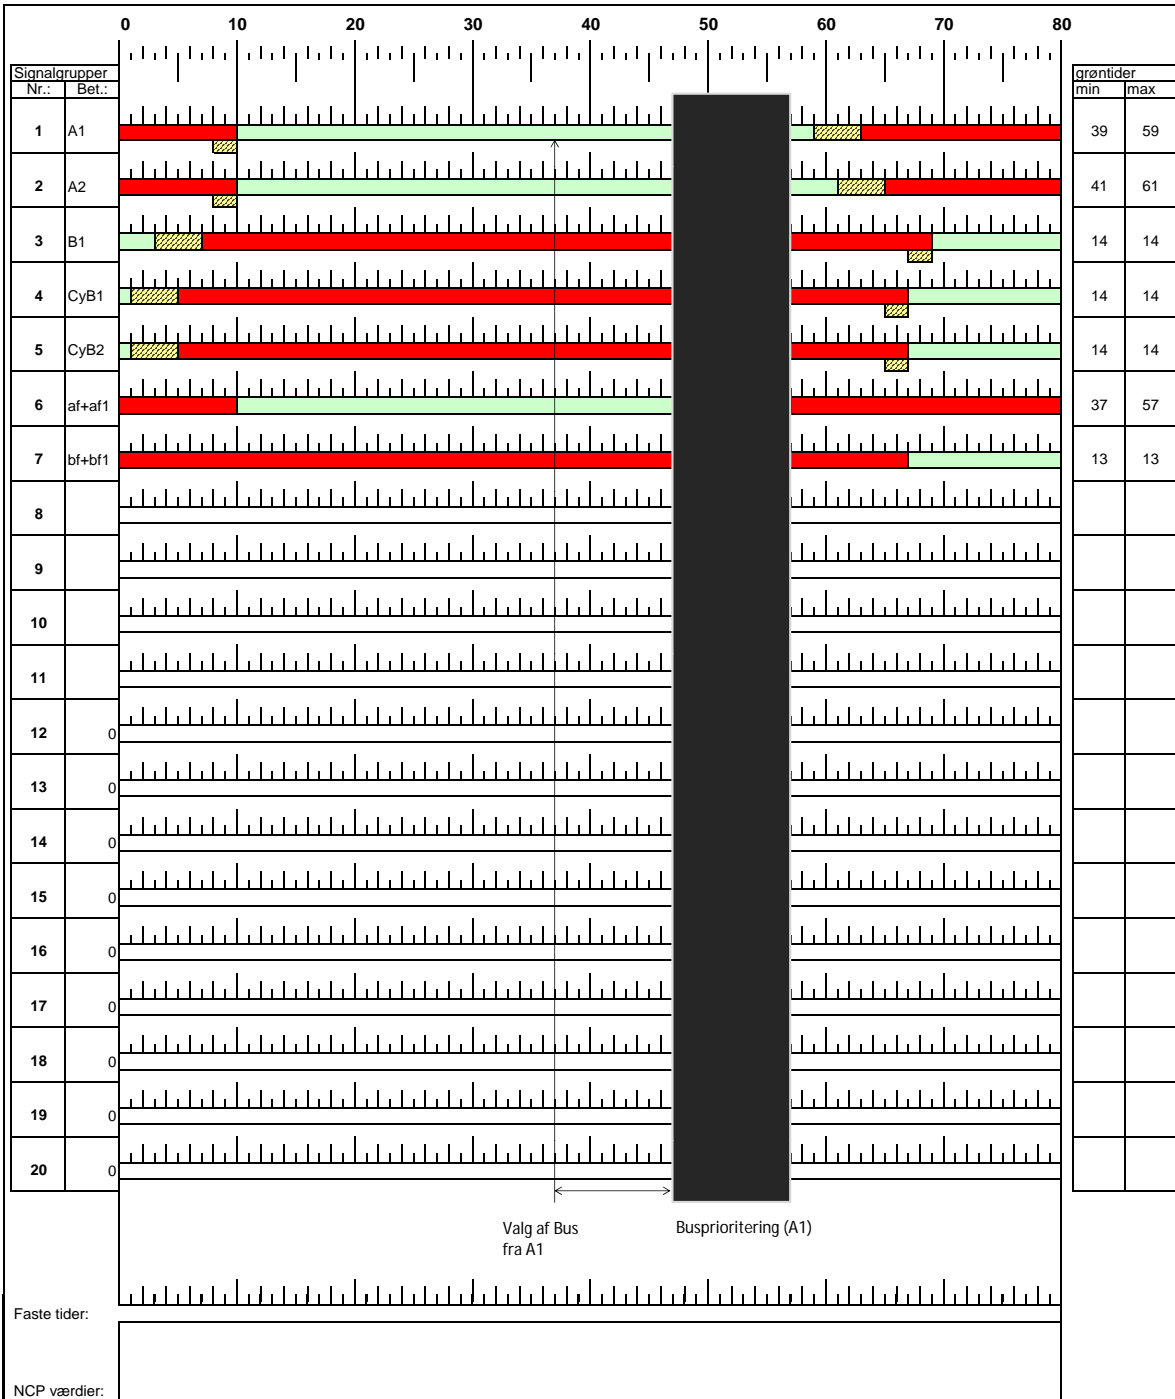 0 10 20 30 40 50 60 70 80
Signalgrupper grøntider
Nr.: Bet.: min max
1 A1 39 59
2 A2 41 61
3 B1 14 14
4 CyB1 14 14
5 CyB2 14 14
6 af+af1 37 57
7 bf+bf1 13 13
8
9
10
11
12 0
13 0
14 0
15 0
16 0
17 0
18 0
19 0
20 0
Valg af Bus
fra A1
Busprioritering (A1)
Faste tider:
NCP værdier: